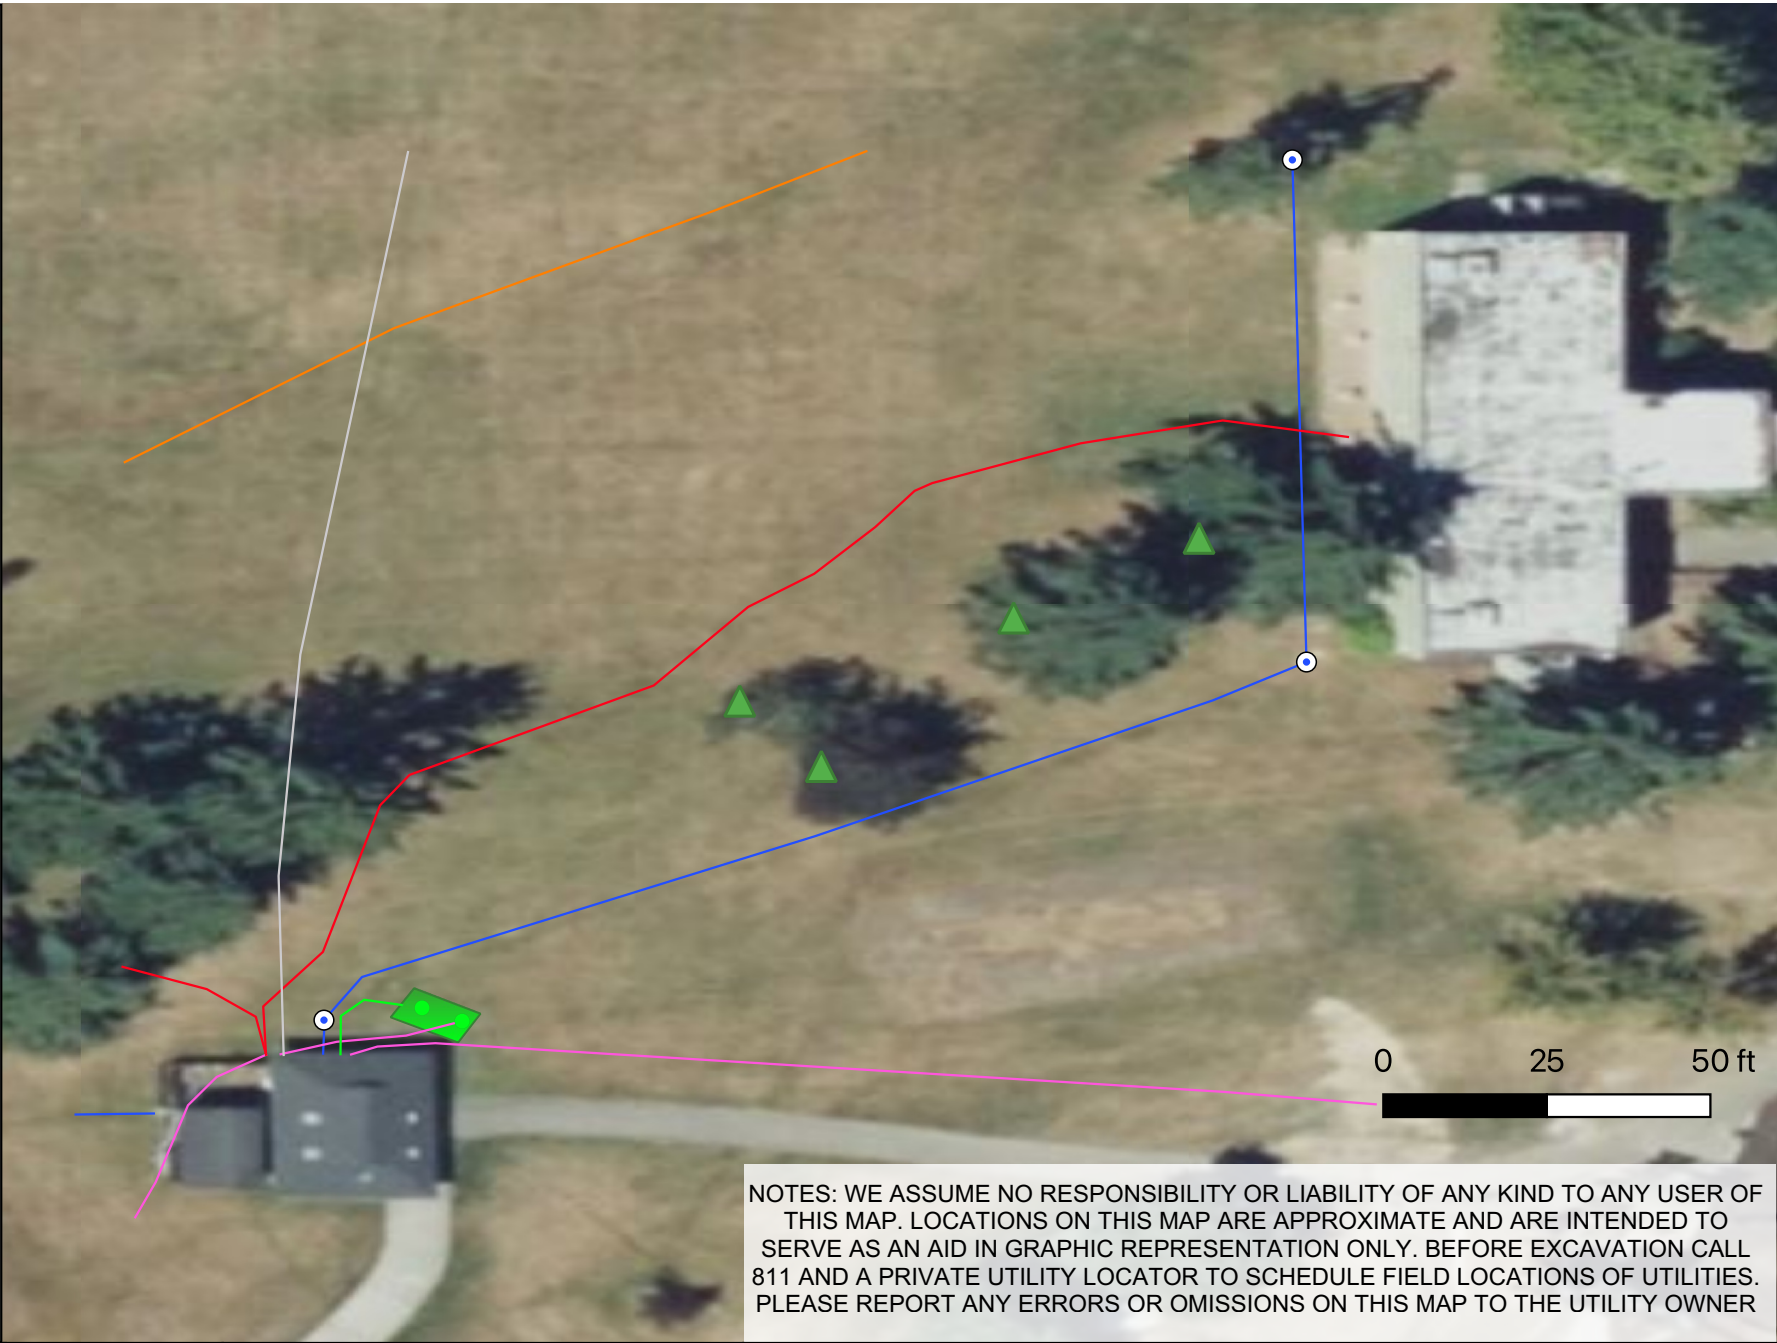 0 25 50 ft
NOTES: WE ASSUME NO RESPONSIBILITY OR LIABILITY OF ANY KIND TO ANY USER OF
THIS MAP. LOCATIONS ON THIS MAP ARE APPROXIMATE AND ARE INTENDED TO
SERVE AS AN AID IN GRAPHIC REPRESENTATION ONLY. BEFORE EXCAVATION CALL
811 AND A PRIVATE UTILITY LOCATOR TO SCHEDULE FIELD LOCATIONS OF UTILITIES.
PLEASE REPORT ANY ERRORS OR OMISSIONS ON THIS MAP TO THE UTILITY OWNER